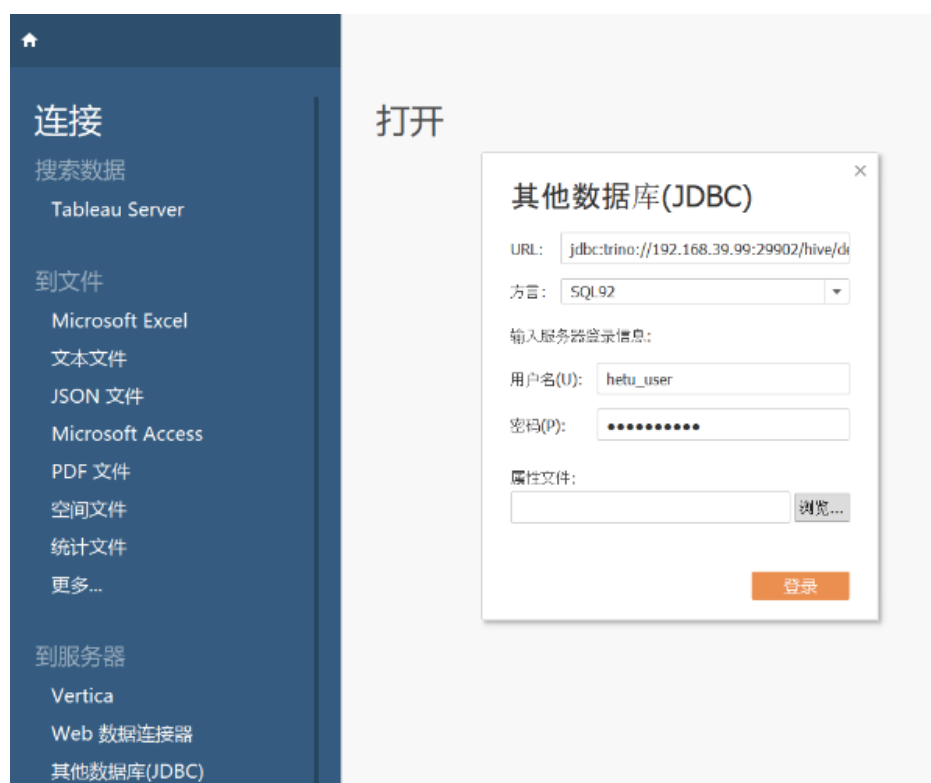 连接
搜索数据
Tableau Server
到文件
Microsoft Excel
文本文件
JSON 文件
Microsoft Access
PDF 文件
空间文件
统计文件
更多...
到服务器
Vertica
Web 数据连接器
其他数据库(JDBC)
打开
×
其他数据库(JDBC)
URL: jdbc:trino://192.168.39.99:29902/hive/de
方言: SQL92
输入服务器登录信息:
用户名(U): hetu_user
密码(P): ●●●●●●●●●●
属性文件:
浏览...
登录